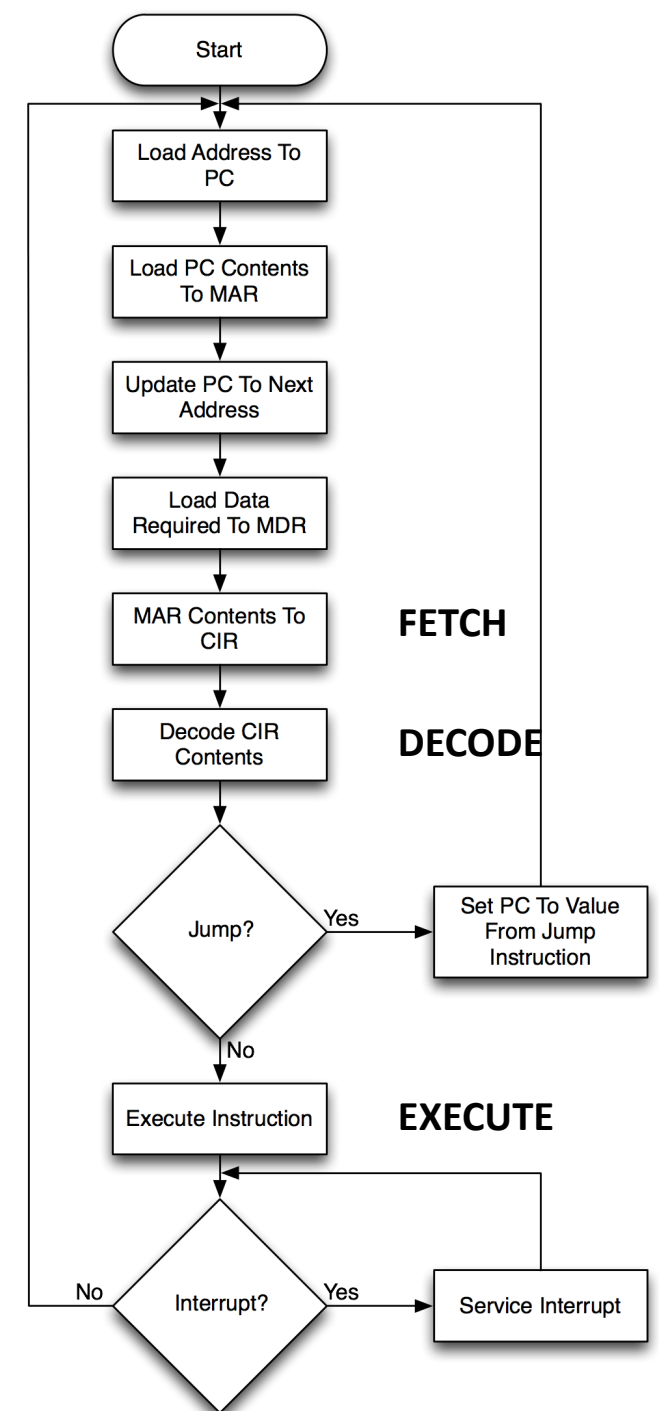 Start
Load Address To
PC
Load PC Contents
To MAR
Update PC To Next
Address
Load Data
Required To MDR
MAR Contents To
CIR
FETCH
Decode CIR
Contents
DECODE
Jump?
Yes
Set PC To Value
From Jump
Instruction
No
Execute Instruction
EXECUTE
No
Interrupt?
Yes
Service Interrupt